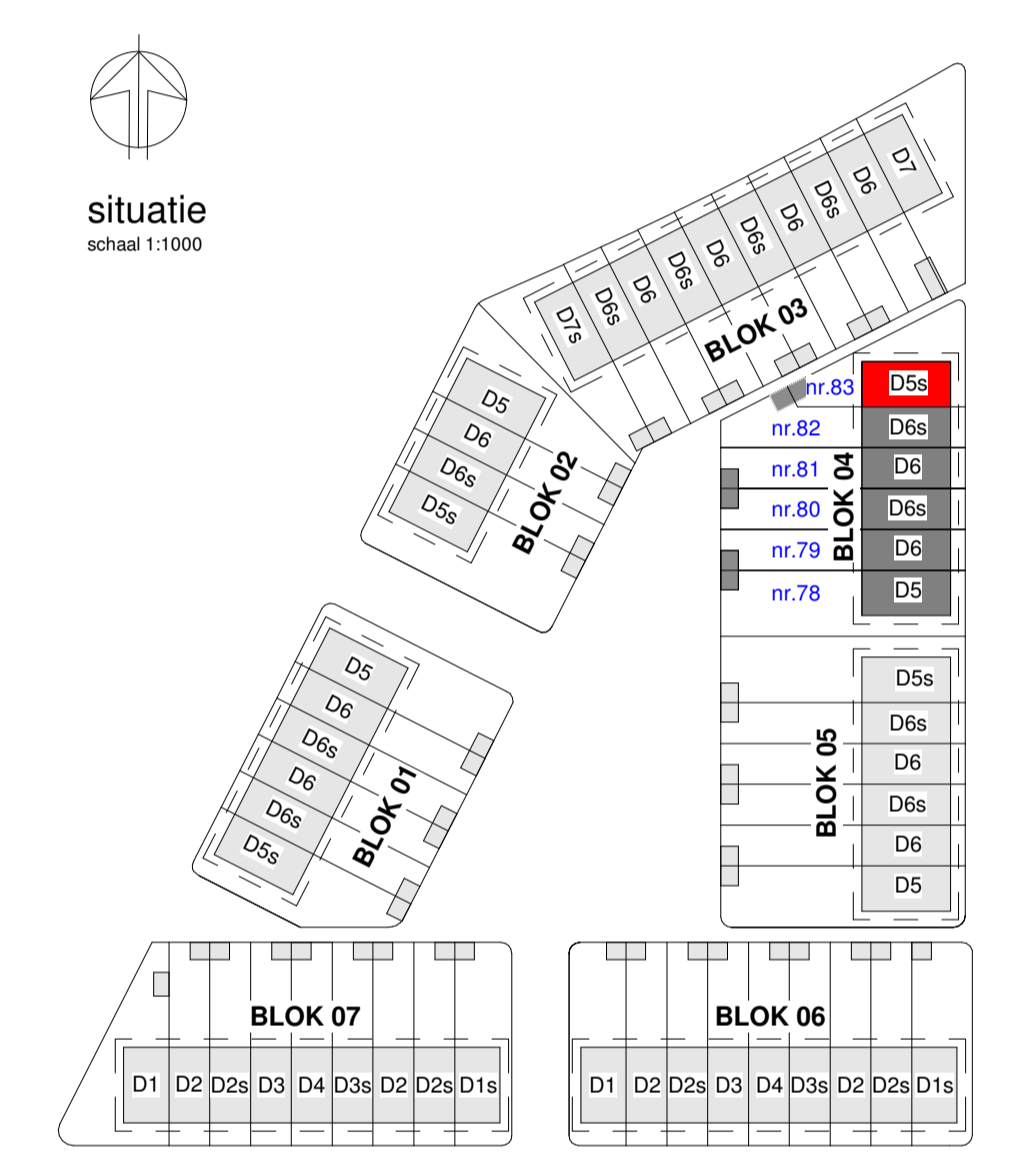 situatie
schaal 1:1000
D7s
D6s
D6
D6s
D6
D6s
D6
D6s
D6
D7
BLOK 03
D5
D6
D6s
D5s
BLOK 02
nr.83
D5s
nr.82
D6s
nr.81
D6
nr.80
D6s
nr.79
D6
nr.78
D5
BLOK 04
D5
D6
D6s
D6
D6s
D5s
BLOK 01
D5s
D6s
D6
D6s
D6
D5
BLOK 05
BLOK 07
D1 D2 D2s D3 D4 D3s D2 D2s D1s
BLOK 06
D1 D2 D2s D3 D4 D3s D2 D2s D1s